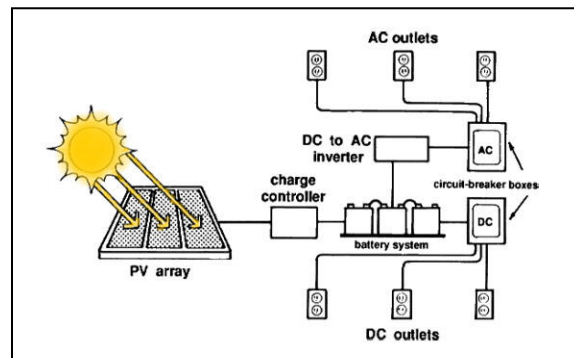 AC outlets
DC to AC
inverter
AC
charge
controller
circuit-breaker boxes
DC
battery system
PV array
DC outlets